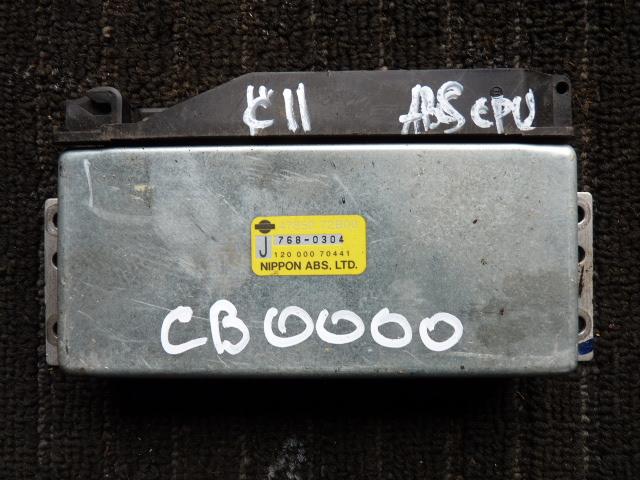 C11 ABS CPU
J 768-0304
120 000 70441
NIPPON ABS, LTD.
CB0000